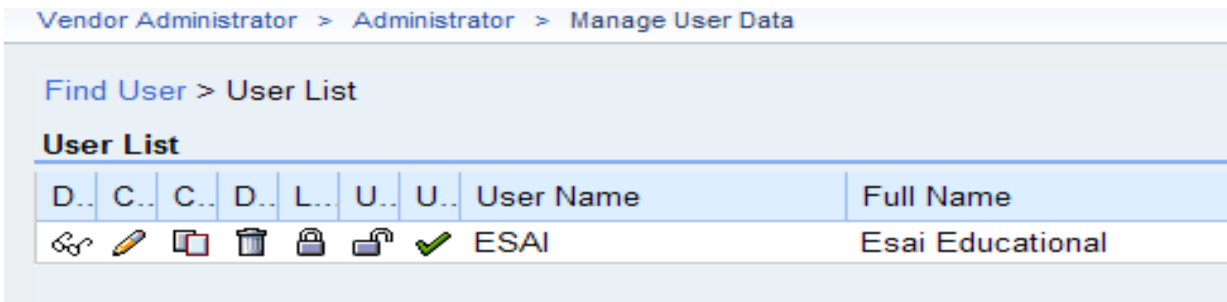 Vendor Administrator > Administrator > Manage User Data
Find User > User List
User List
D.. C.. C.. D.. L... U.. U.. User Name Full Name
ESAI Esai Educational